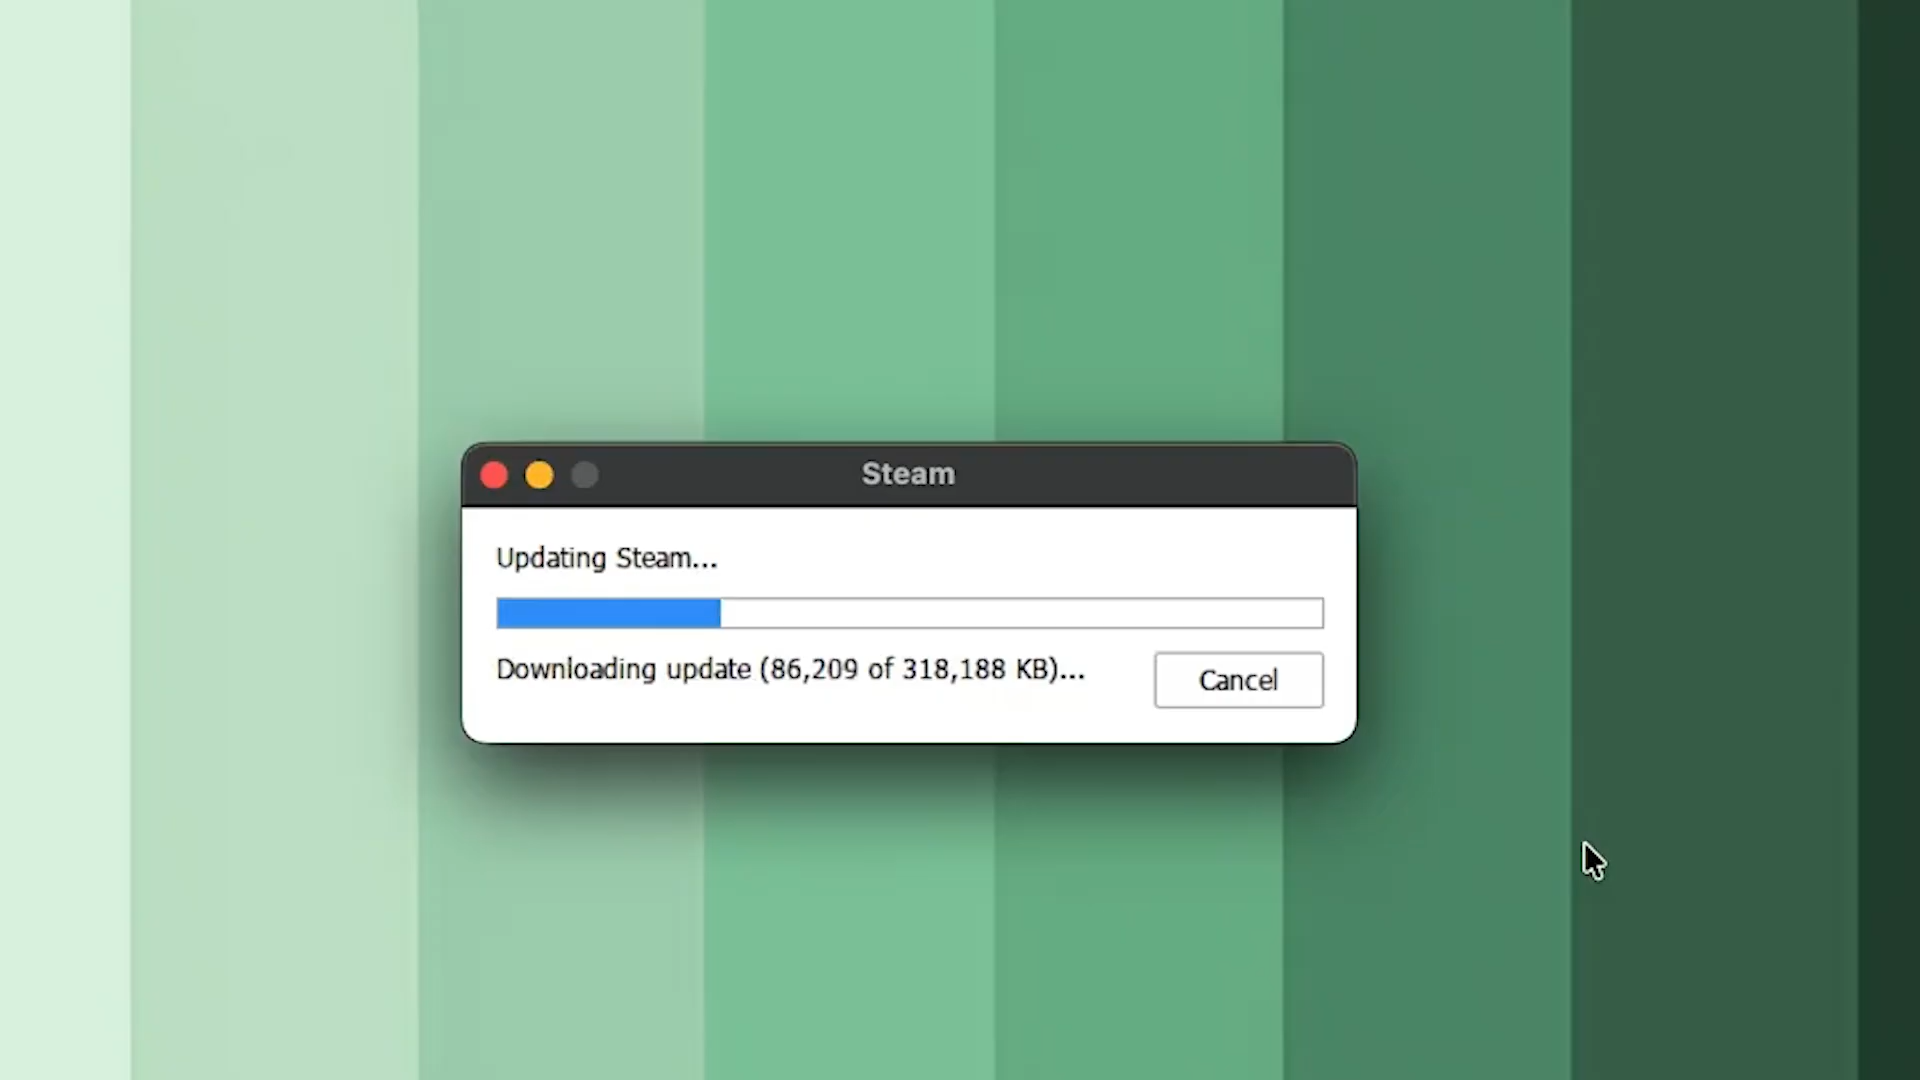 Steam
Updating Steam...
Downloading update (86,209 of 318,188 KB)...
Cancel